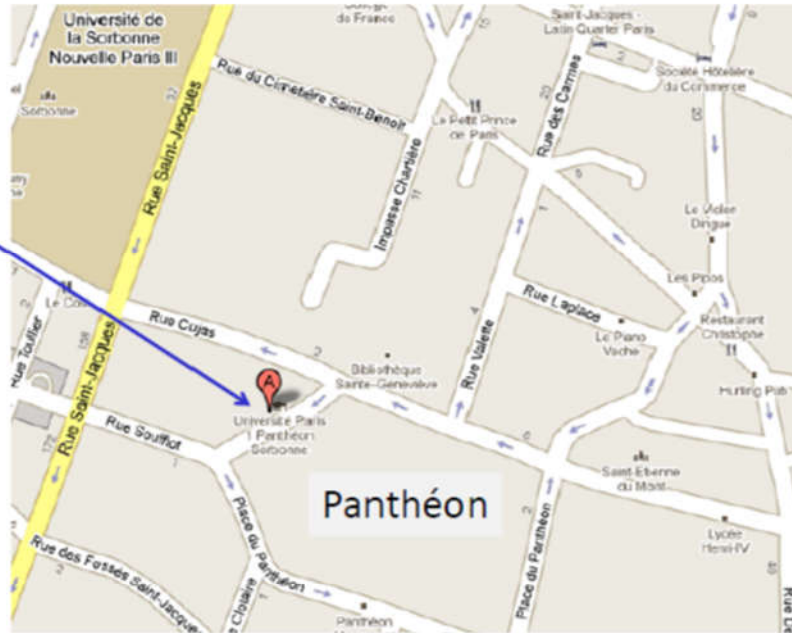 Université de
la Sorbonne
Nouvelle Paris III
Sorbonne
Rue Saint-Jacques
Rue du Cimetière Saint-Benoit
de France
Saint-Jacques -
Latin Quarter Paris
Société Hôtelière
du Commerce
Le Petit Prince
de Paris
Rue des Carmes
Impasse Chartière
Le Violon
Dingue
Les Pipos
Rue Laplace
Restaurant
Christophe
Le Piano
Vache
Rue Cujas
Rue Toullier
Rue Saint-Jacques
Bibliothèque
Sainte-Geneviève
Rue Valette
A
Université Paris
1 Panthéon
Sorbonne
Rue Soufflot
Saint-Etienne
du Mont
Panthéon
Lycée
Henri-IV
Place du Panthéon
Place du Panthéon
Rue des Fossés Saint-Jacques
Panthéon